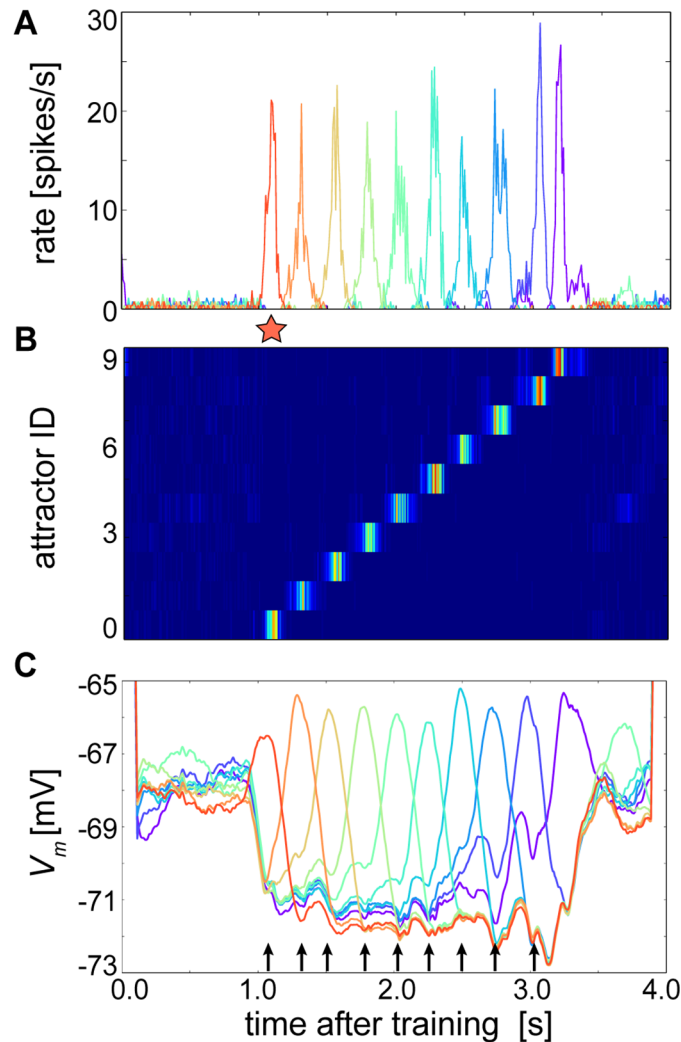 A
30
20
10
0
rate [spikes/s]
B
9
6
3
0
attractor ID
C
-65
-67
-69
-71
-73
V_m [mV]
0.0 1.0 2.0 3.0 4.0
time after training [s]